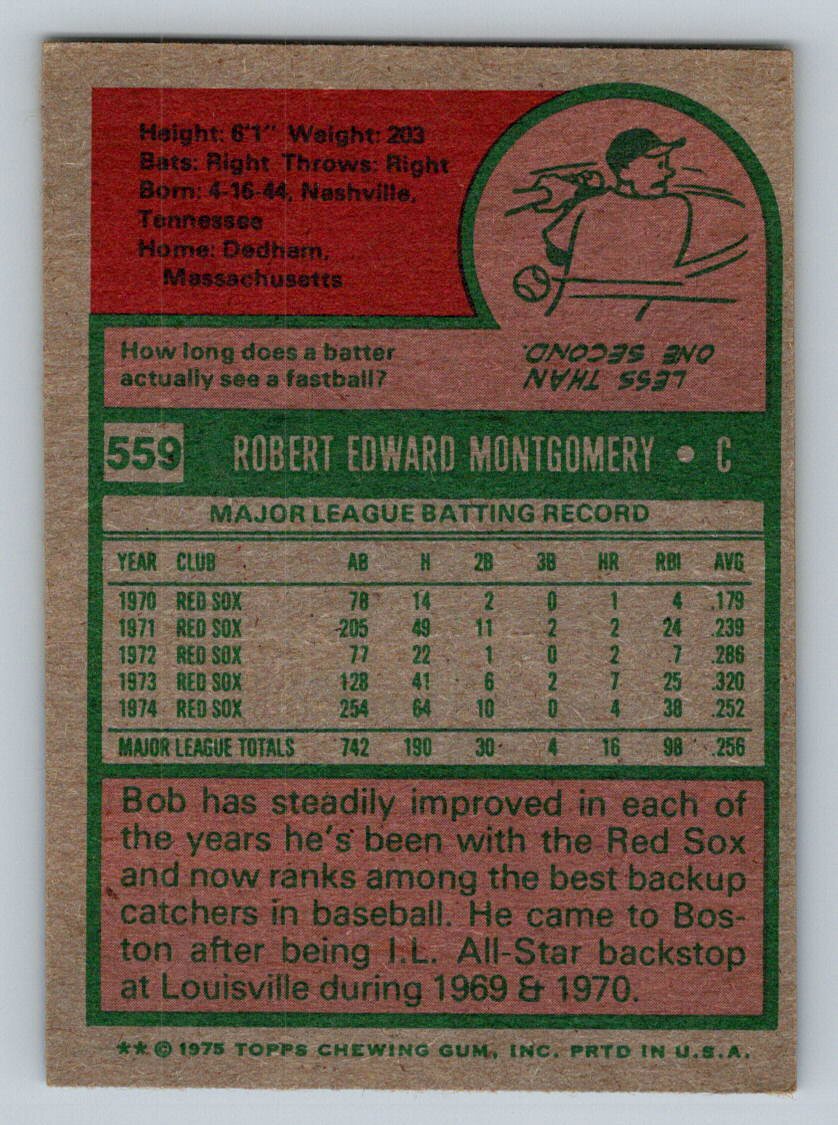 Height: 6'1" Weight: 203
Bats: Right Throws: Right
Born: 4-16-44, Nashville,
Tennessee
Home: Dedham,
Massachusetts
How long does a batter
actually see a fastball?
LESS THAN
ONE SECOND.
559 ROBERT EDWARD MONTGOMERY • C
MAJOR LEAGUE BATTING RECORD
YEAR CLUB AB H 2B 3B HR RBI AVG
1970 RED SOX 78 14 2 0 1 4 .179
1971 RED SOX 205 49 11 2 2 24 .239
1972 RED SOX 77 22 1 0 2 7 .286
1973 RED SOX 128 41 6 2 7 25 .320
1974 RED SOX 254 64 10 0 4 38 .252
MAJOR LEAGUE TOTALS 742 190 30 4 16 98 .256
Bob has steadily improved in each of
the years he's been with the Red Sox
and now ranks among the best backup
catchers in baseball. He came to Bos-
ton after being I.L. All-Star backstop
at Louisville during 1969 & 1970.
** © 1975 TOPPS CHEWING GUM, INC. PRTD IN U.S.A.